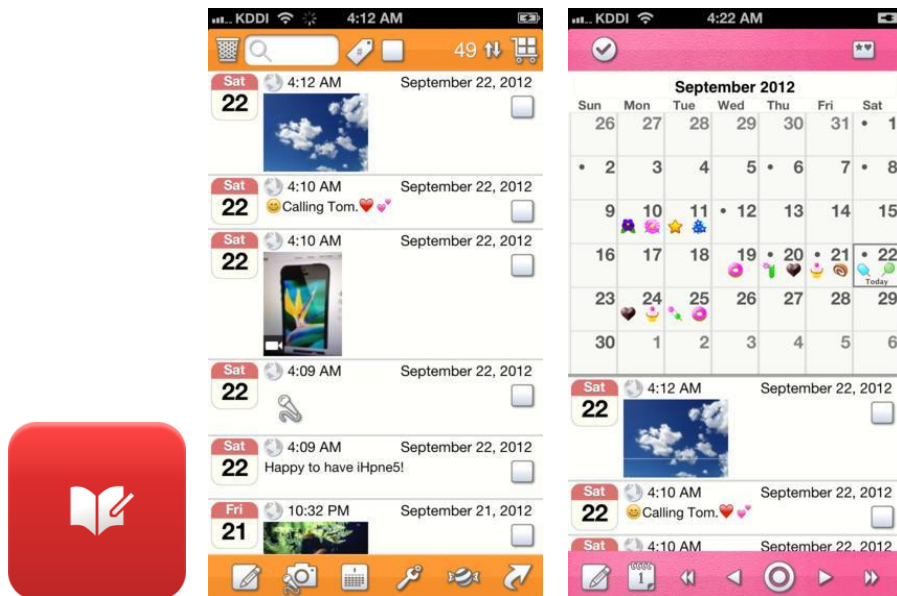 KDDI 4:12 AM
49
Sat 22 4:12 AM September 22, 2012
Sat 22 4:10 AM September 22, 2012
Calling Tom.
Sat 22 4:10 AM September 22, 2012
Sat 22 4:09 AM September 22, 2012
Sat 22 4:09 AM September 22, 2012
Happy to have iHpne5!
Fri 21 10:32 PM September 21, 2012
KDDI 4:22 AM
September 2012
Sun Mon Tue Wed Thu Fri Sat
26 27 28 29 30 31 1
2 3 4 5 6 7 8
9 10 11 12 13 14 15
16 17 18 19 20 21 22
Today
23 24 25 26 27 28 29
30 1 2 3 4 5 6
Sat 22 4:12 AM September 22, 2012
Sat 22 4:10 AM September 22, 2012
Calling Tom.
Sat 4:10 AM September 22, 2012
1